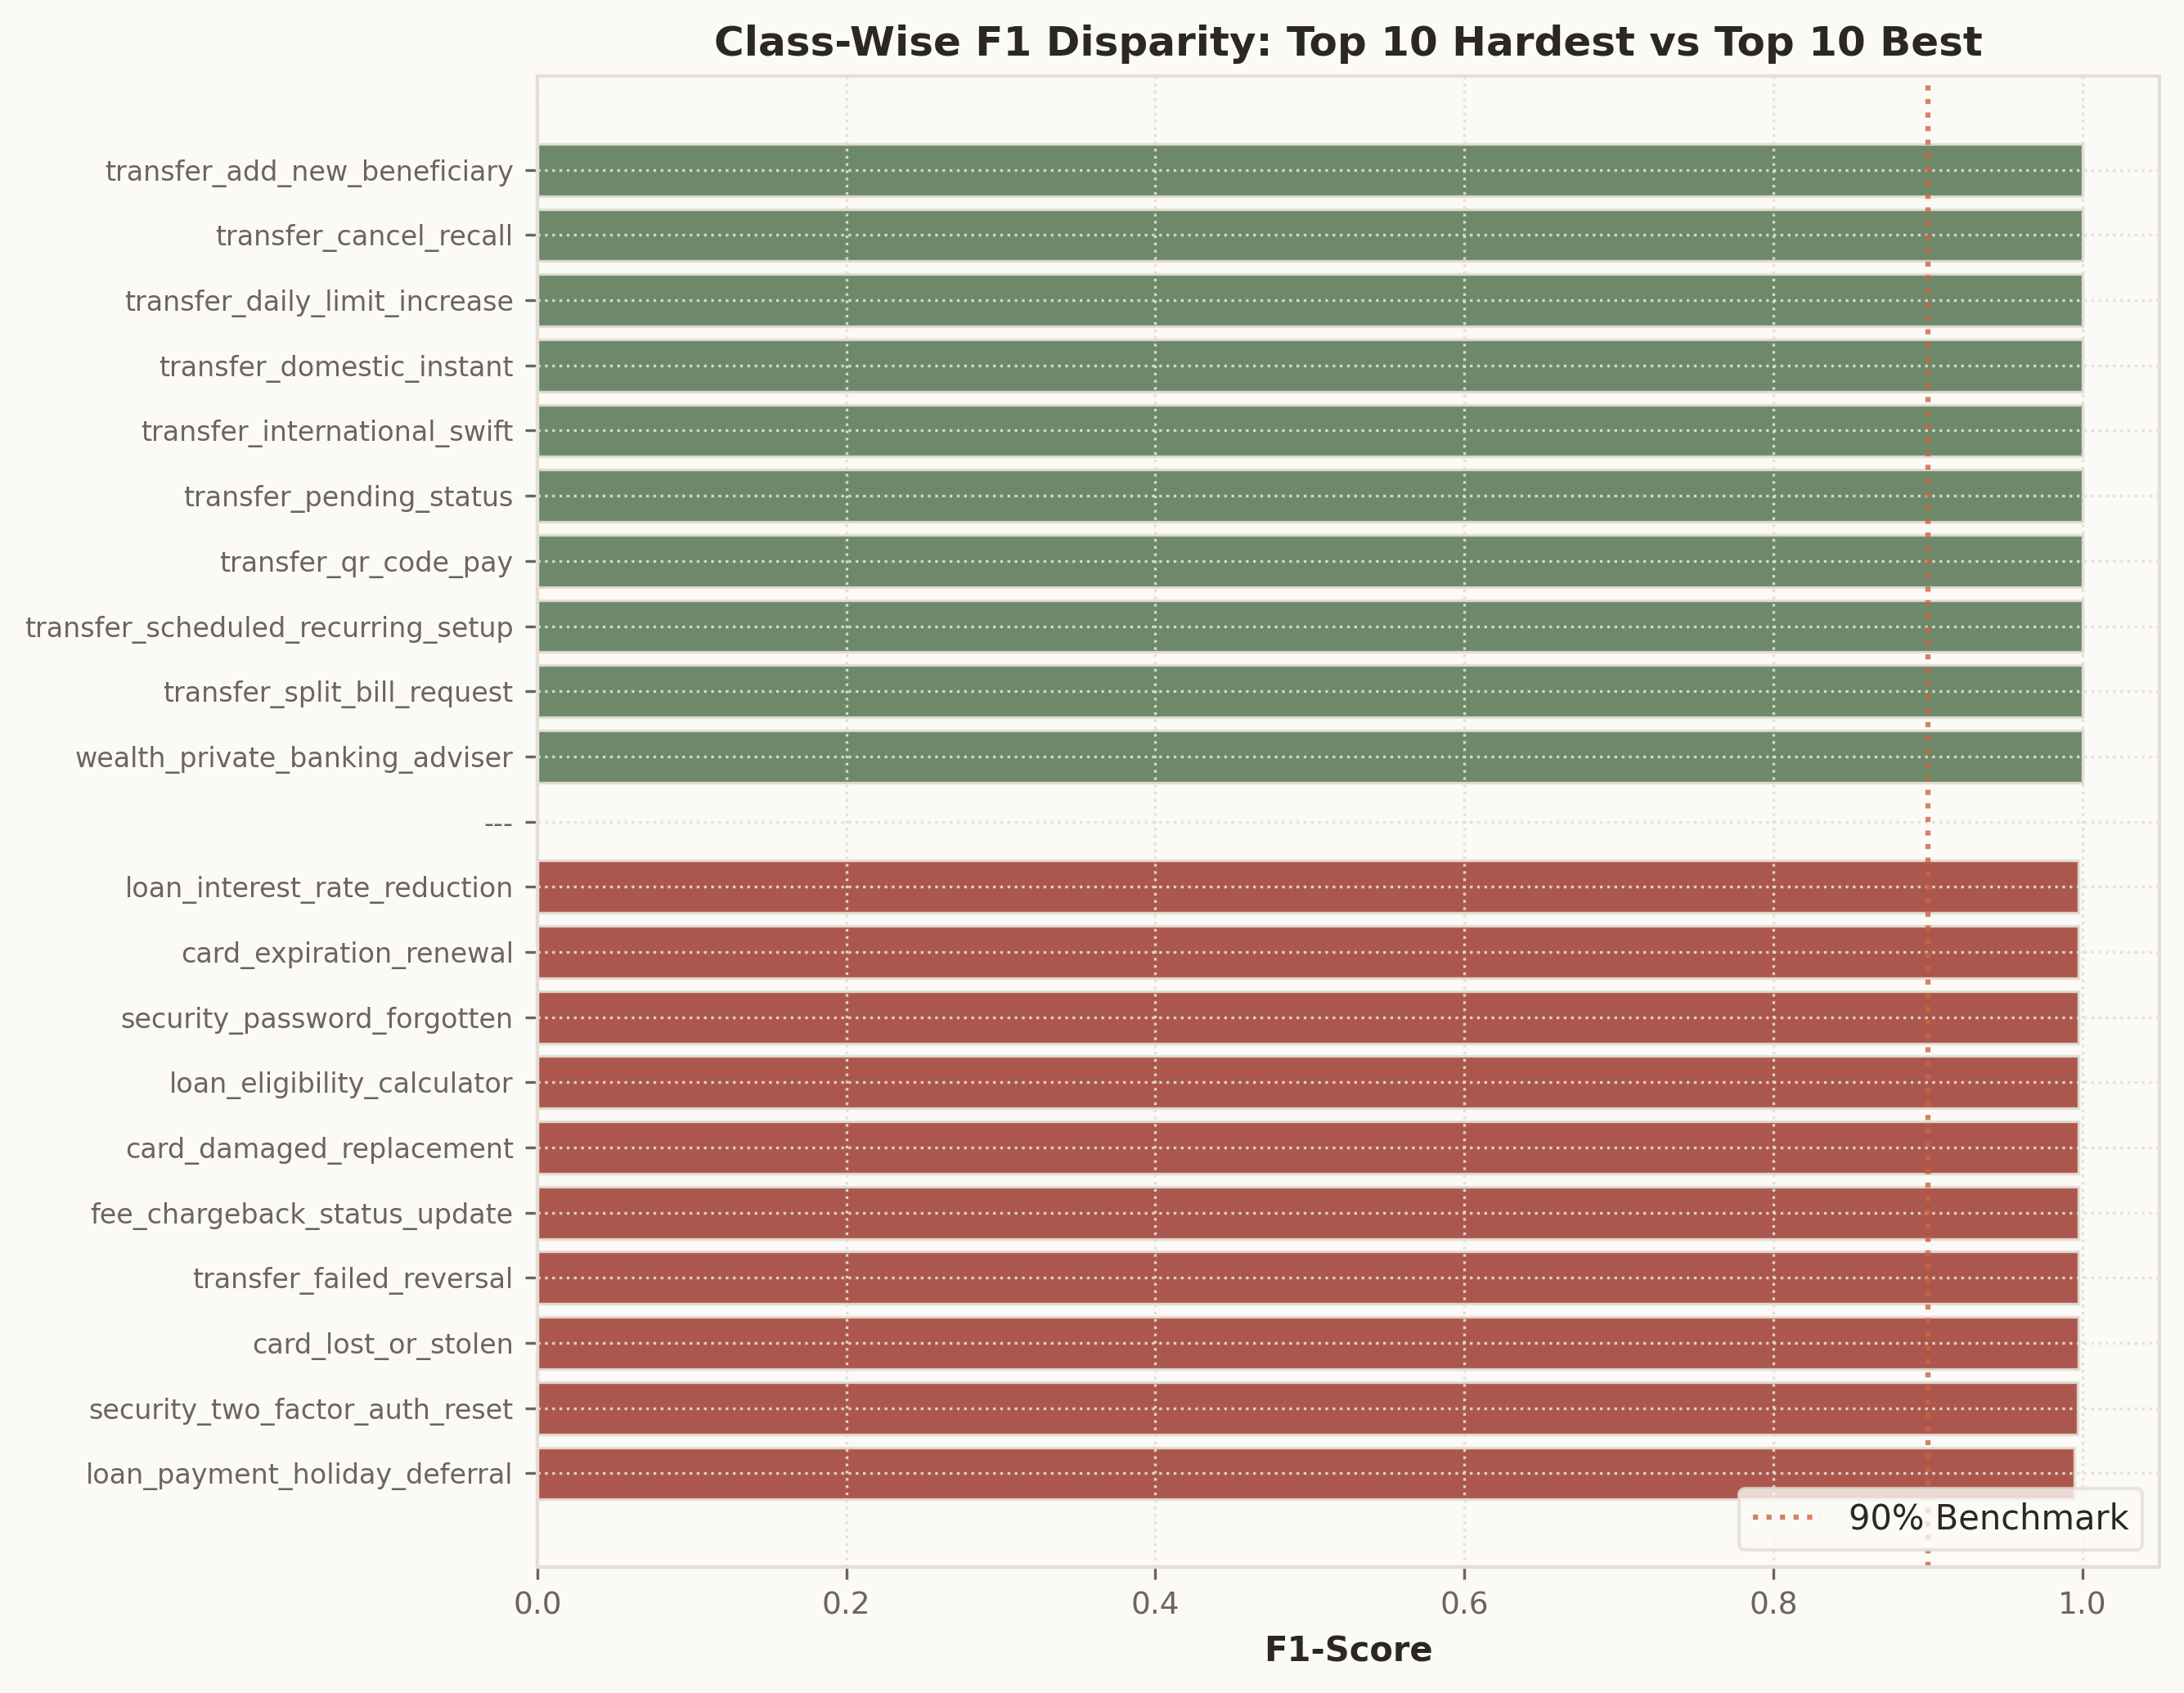 Class-Wise F1 Disparity: Top 10 Hardest vs Top 10 Best
transfer_add_new_beneficiary
transfer_cancel_recall
transfer_daily_limit_increase
transfer_domestic_instant
transfer_international_swift
transfer_pending_status
transfer_qr_code_pay
transfer_scheduled_recurring_setup
transfer_split_bill_request
wealth_private_banking_adviser
---
loan_interest_rate_reduction
card_expiration_renewal
security_password_forgotten
loan_eligibility_calculator
card_damaged_replacement
fee_chargeback_status_update
transfer_failed_reversal
card_lost_or_stolen
security_two_factor_auth_reset
loan_payment_holiday_deferral
90% Benchmark
0.0 0.2 0.4 0.6 0.8 1.0
F1-Score